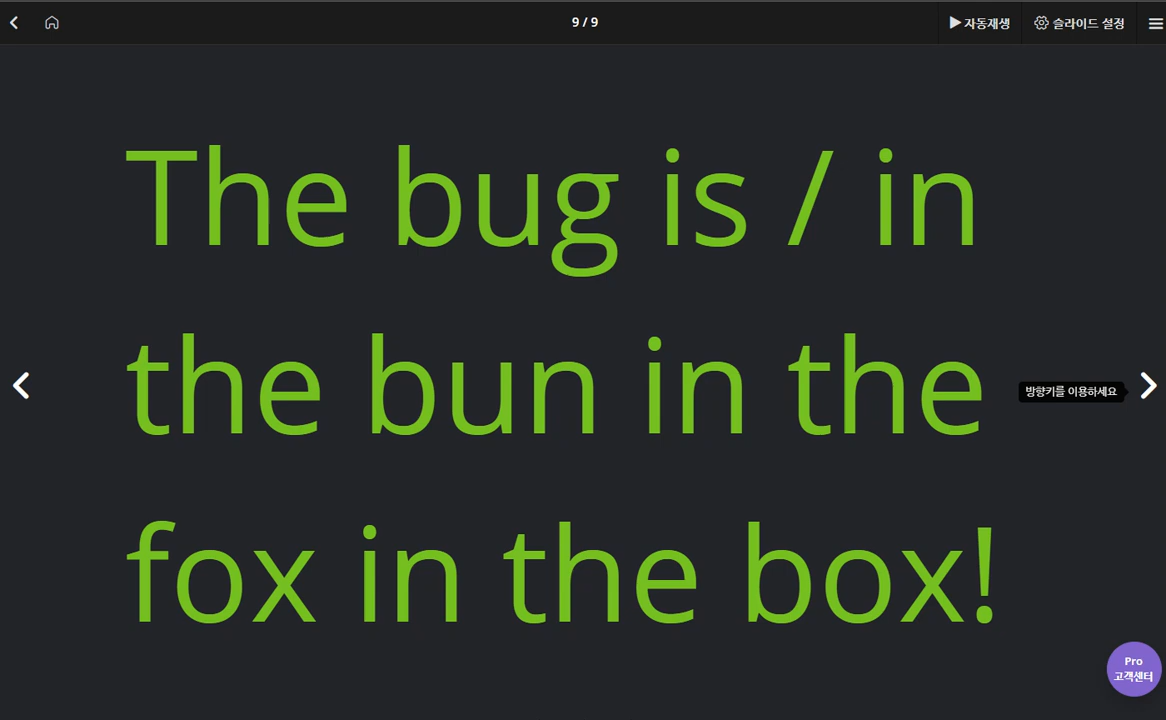 9 / 9
▶ 자동재생
슬라이드 설정
The bug is / in
the bun in the
방향키를 이용하세요
fox in the box!
Pro
고객센터